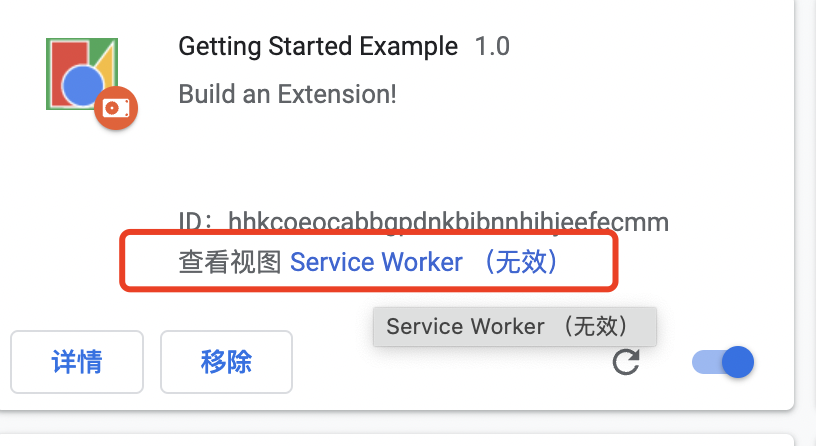 Getting Started Example 1.0
Build an Extension!
ID：hhkcoeocabbgpdnkbibnnhihjeefecmm
查看视图 Service Worker （无效）
Service Worker （无效）
详情 移除